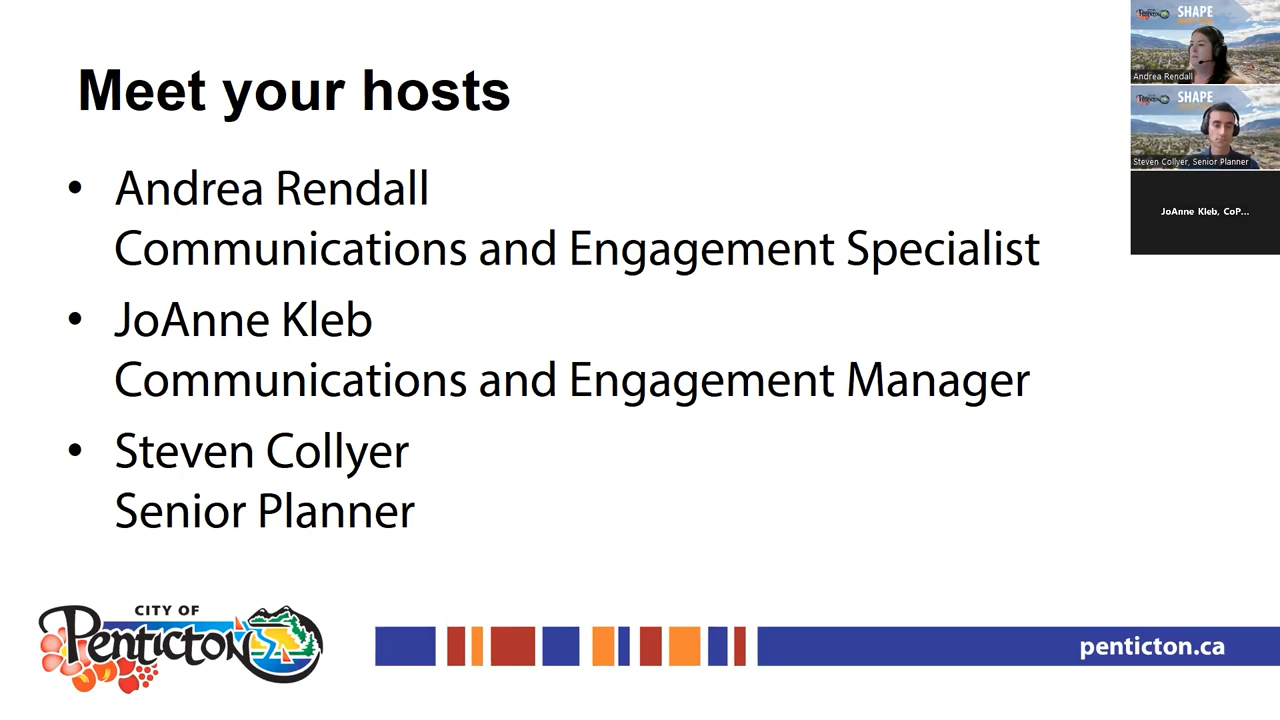 Meet your hosts
• Andrea Rendall
Communications and Engagement Specialist
• JoAnne Kleb
Communications and Engagement Manager
• Steven Collyer
Senior Planner
CITY OF
Penticton
penticton.ca
SHAPE
Andrea Rendall
SHAPE
Steven Collyer, Senior Planner
JoAnne Kleb, CoP...